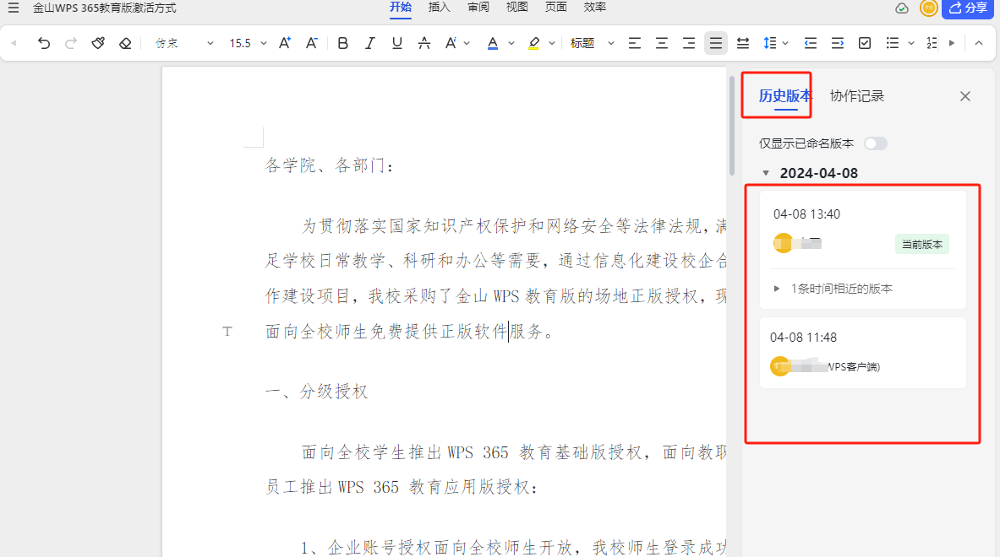 金山WPS 365教育版激活方式
开始 插入 审阅 视图 页面 效率
分享
仿宋 15.5 A+ A- B I U A A A 标题
历史版本 协作记录
仅显示已命名版本
2024-04-08
04-08 13:40
当前版本
1条时间相近的版本
04-08 11:48
WPS客户端)
各学院、各部门：
为贯彻落实国家知识产权保护和网络安全等法律法规，满
足学校日常教学、科研和办公等需要，通过信息化建设校企合
作建设项目，我校采购了金山 WPS 教育版的场地正版授权，现
面向全校师生免费提供正版软件服务。
一、分级授权
面向全校学生推出 WPS 365 教育基础版授权，面向教职
员工推出 WPS 365 教育应用版授权：
1、企业账号授权面向全校师生开放，我校师生登录成功